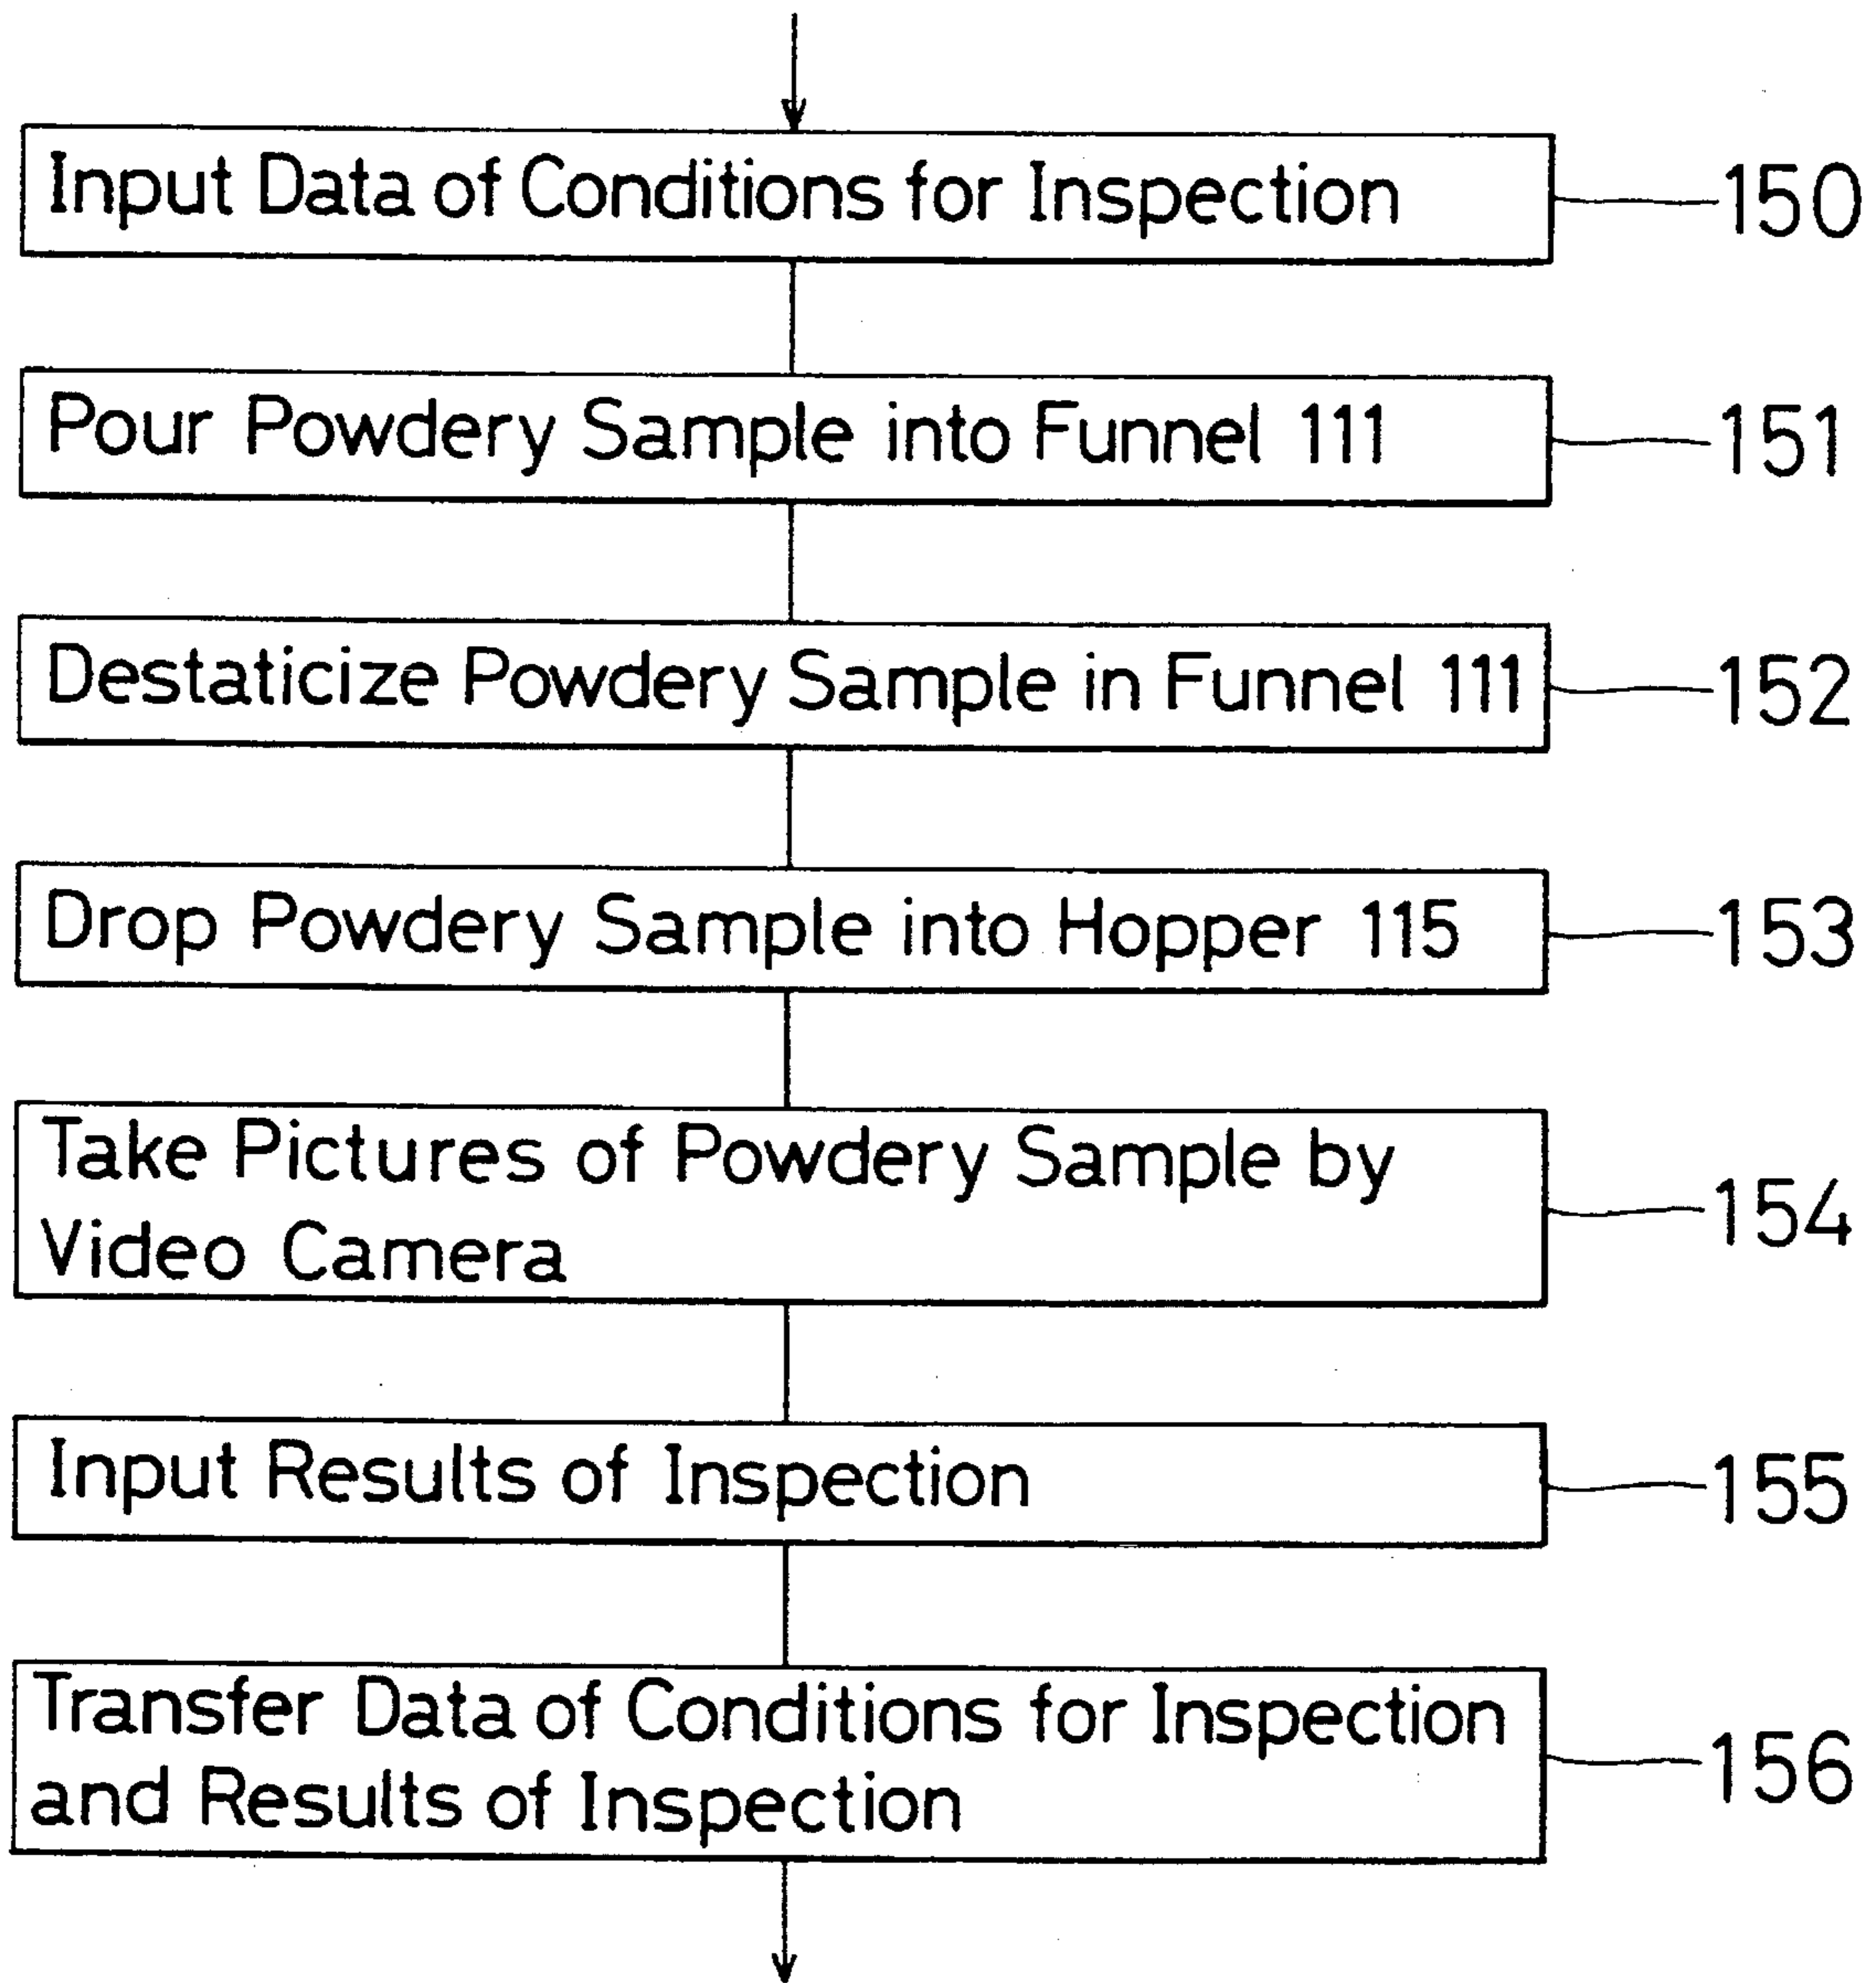 Input Data of Conditions for Inspection
150
Pour Powdery Sample into Funnel 111
151
Destaticize Powdery Sample in Funnel 111
152
Drop Powdery Sample into Hopper 115
153
Take Pictures of Powdery Sample by
Video Camera
154
Input Results of Inspection
155
Transfer Data of Conditions for Inspection
and Results of Inspection
156